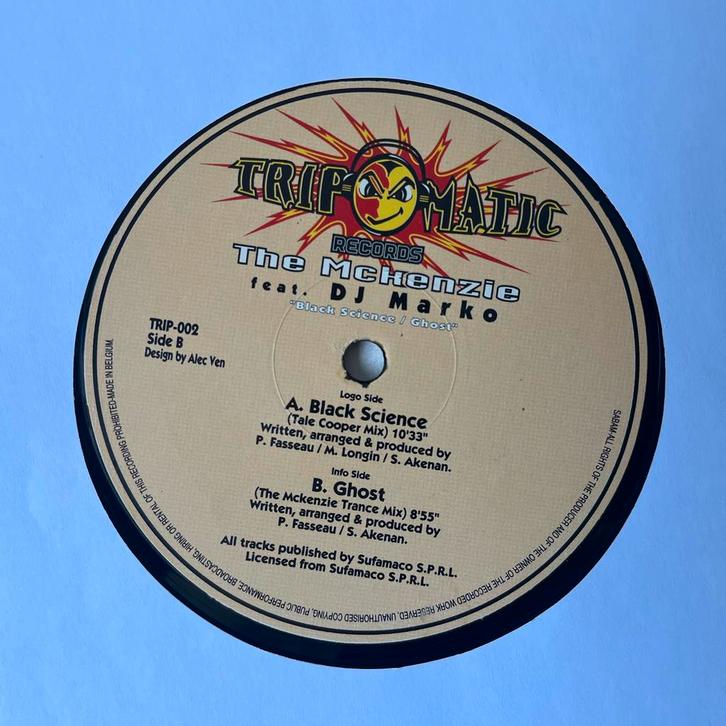 TRIP-O-MATIC
RECORDS
The Mckenzie
feat. DJ Marko
"Black Science / Ghost"
TRIP-002
Side B
Design by Alec Ven
Logo Side
A. Black Science
(Tale Cooper Mix) 10'33"
Written, arranged & produced by
P. Fasseau / M. Longin / S. Akenan.
Info Side
B. Ghost
(The Mckenzie Trance Mix) 8'55"
Written, arranged & produced by
P. Fasseau / S. Akenan.
All tracks published by Sufamaco S.P.R.L.
Licensed from Sufamaco S.P.R.L.
SABAM-ALL RIGHTS OF THE PRODUCER AND OF THE OWNER OF THE RECORDED WORK RESERVED. UNAUTHORISED COPYING, PUBLIC PERFORMANCE, BROADCASTING, HIRING OR RENTAL OF THIS RECORDING PROHIBITED-MADE IN BELGIUM.